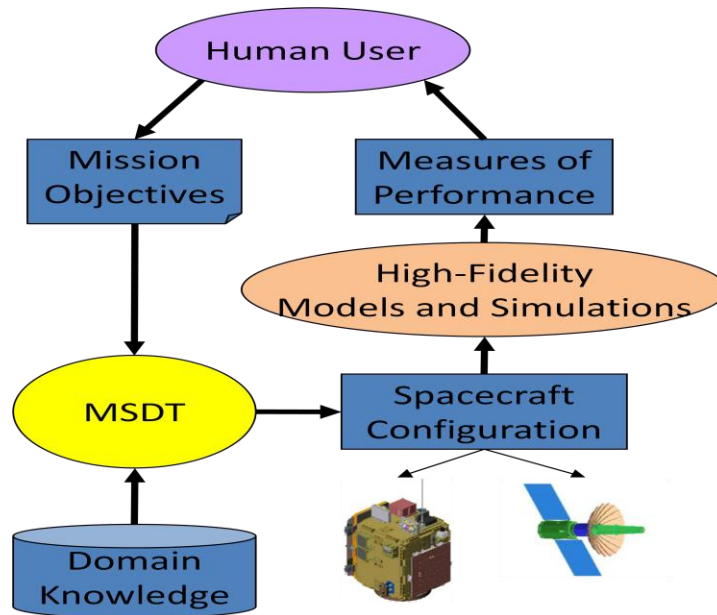 Human User
Mission
Objectives
Measures of
Performance
High-Fidelity
Models and Simulations
MSDT
Spacecraft
Configuration
Domain
Knowledge